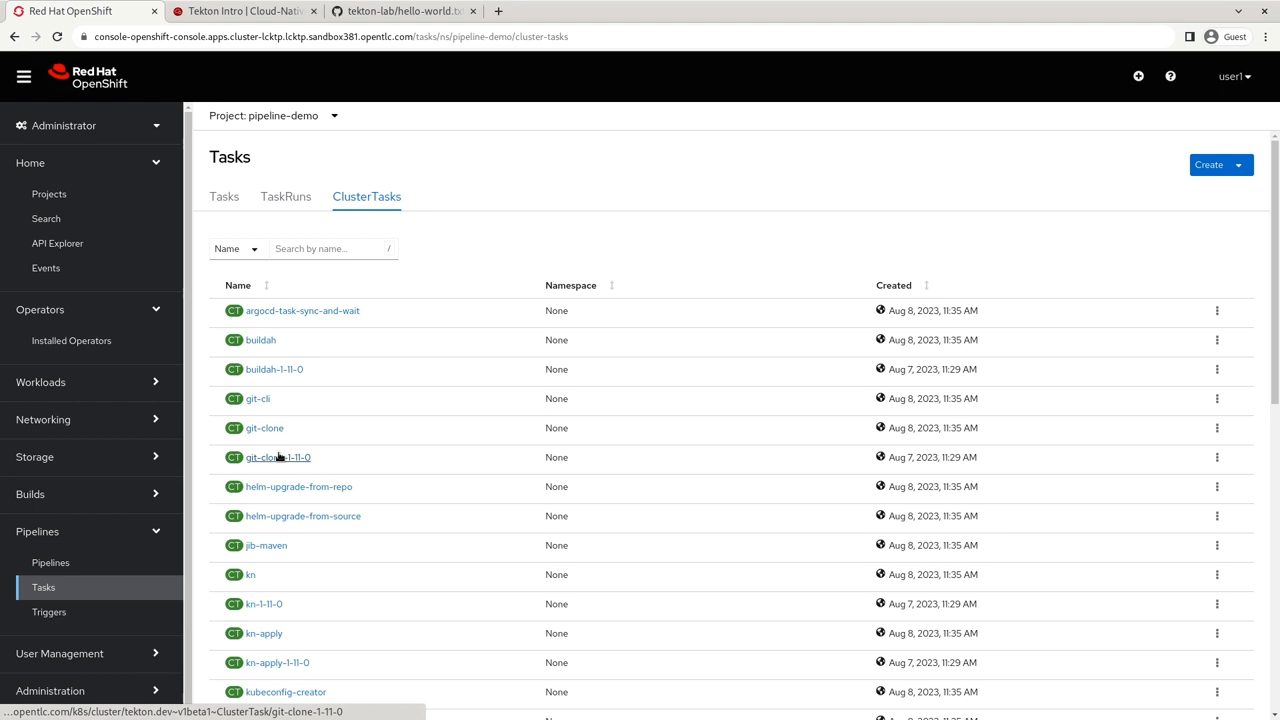 Red Hat OpenShift
Tekton Intro | Cloud-Nati
tekton-lab/hello-world.tx
console-openshift-console.apps.cluster-lcktp.lcktp.sandbox381.opentlc.com/tasks/ns/pipeline-demo/cluster-tasks
Guest
Red Hat
OpenShift
user1
Administrator
Home
Projects
Search
API Explorer
Events
Operators
Installed Operators
Workloads
Networking
Storage
Builds
Pipelines
Pipelines
Tasks
Triggers
User Management
Administration
Project: pipeline-demo
Tasks
Create
Tasks TaskRuns ClusterTasks
Name Search by name... /
Name Namespace Created
CT argocd-task-sync-and-wait None Aug 8, 2023, 11:35 AM
CT buildah None Aug 8, 2023, 11:35 AM
CT buildah-1-11-0 None Aug 7, 2023, 11:29 AM
CT git-cli None Aug 8, 2023, 11:35 AM
CT git-clone None Aug 8, 2023, 11:35 AM
CT git-clone-1-11-0 None Aug 7, 2023, 11:29 AM
CT helm-upgrade-from-repo None Aug 8, 2023, 11:35 AM
CT helm-upgrade-from-source None Aug 8, 2023, 11:35 AM
CT jib-maven None Aug 8, 2023, 11:35 AM
CT kn None Aug 8, 2023, 11:35 AM
CT kn-1-11-0 None Aug 7, 2023, 11:29 AM
CT kn-apply None Aug 8, 2023, 11:35 AM
CT kn-apply-1-11-0 None Aug 7, 2023, 11:29 AM
CT kubeconfig-creator None Aug 8, 2023, 11:35 AM
...opentlc.com/k8s/cluster/tekton.dev~v1beta1~ClusterTask/git-clone-1-11-0